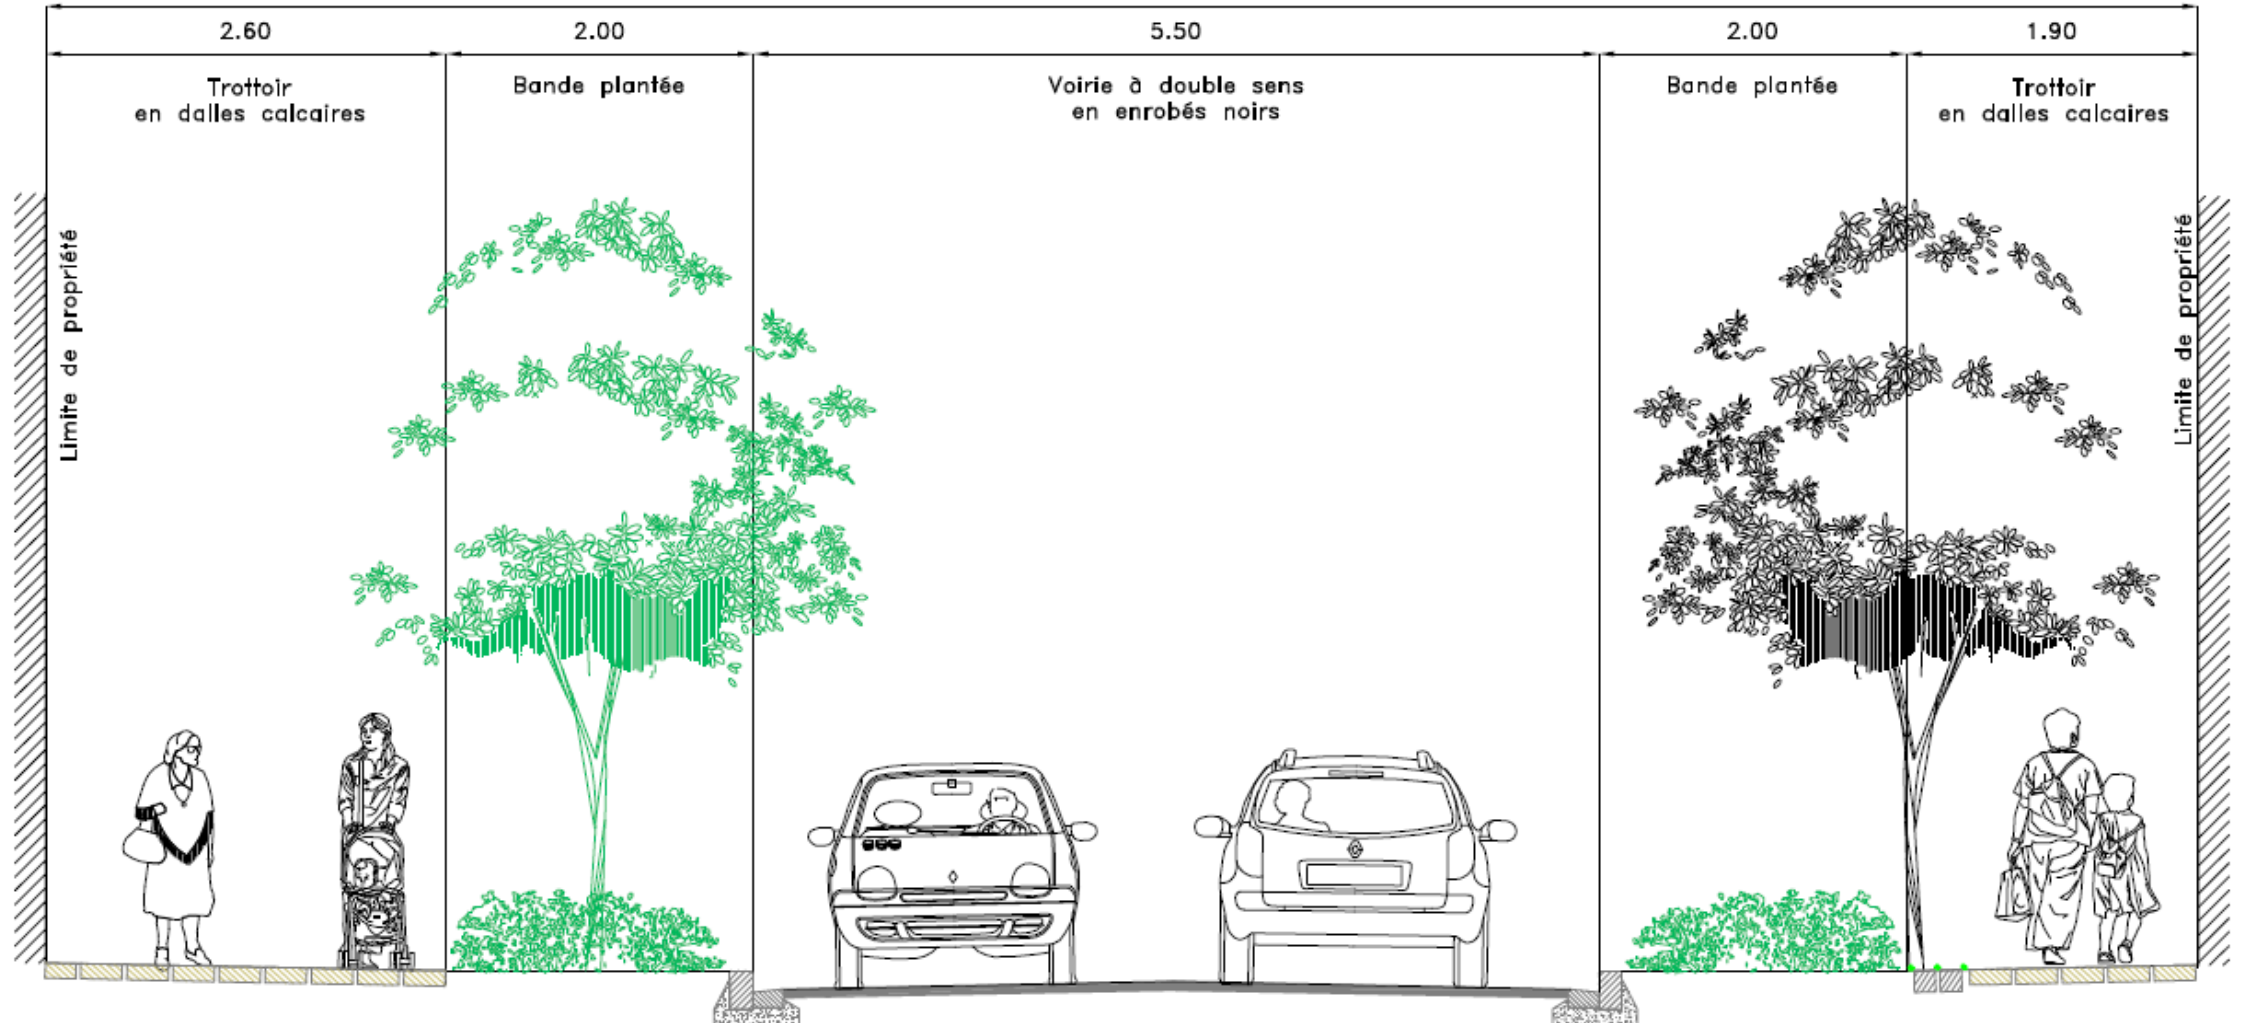 2.60 2.00 5.50 2.00 1.90
Trottoir
en dalles calcaires
Bande plantée
Voirie à double sens
en enrobés noirs
Bande plantée
Trottoir
en dalles calcaires
Limite de propriété
Limite de propriété